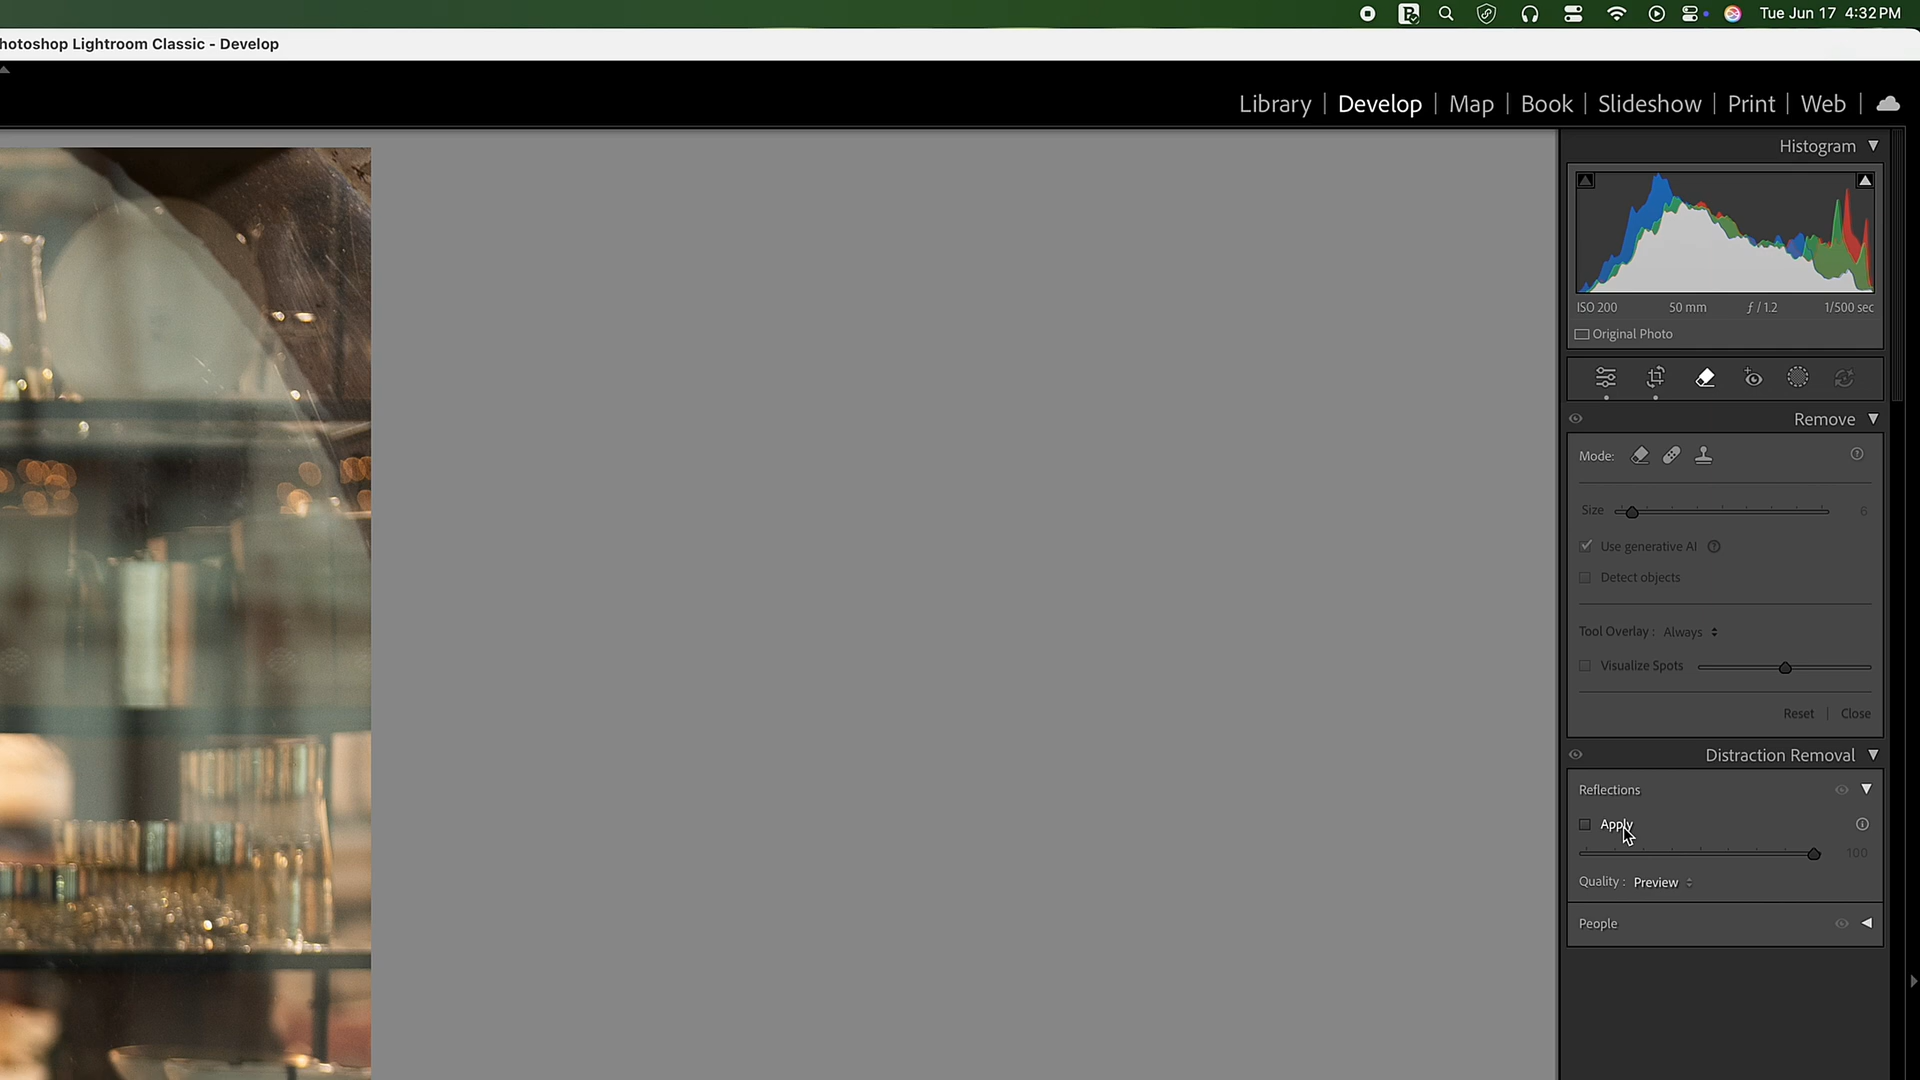 Tue Jun 17 4:32 PM
hotoshop Lightroom Classic - Develop
Library | Develop | Map | Book | Slideshow | Print | Web |
Histogram
ISO 200 50 mm ƒ / 1.2 1/500 sec
Original Photo
Remove
Mode:
Size 6
Use generative AI
Detect objects
Tool Overlay : Always
Visualize Spots
Reset | Close
Distraction Removal
Reflections
Apply
100
Quality : Preview
People